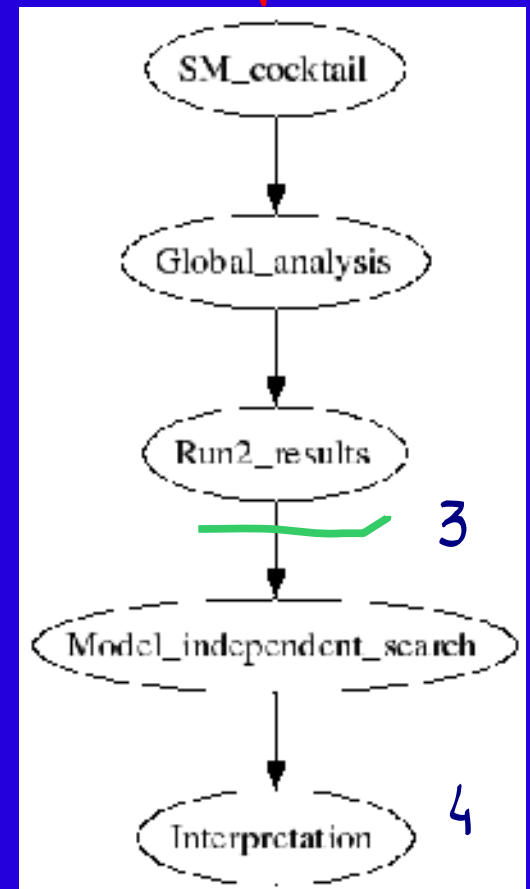 SM_cocktail
Global_analysis
Run2_results
3
Model_independent_search
4
Interpretation